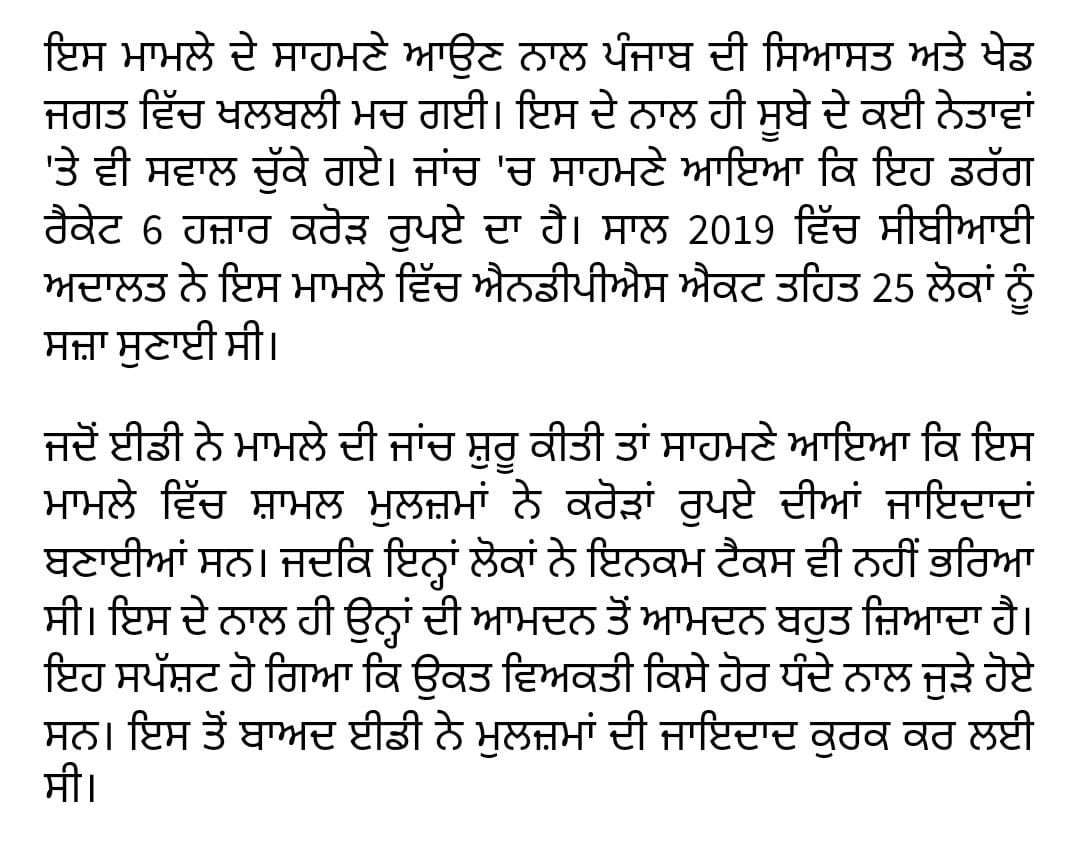 ਇਸ ਮਾਮਲੇ ਦੇ ਸਾਹਮਣੇ ਆਉਣ ਨਾਲ ਪੰਜਾਬ ਦੀ ਸਿਆਸਤ ਅਤੇ ਖੇਡ
ਜਗਤ ਵਿੱਚ ਖਲਬਲੀ ਮਚ ਗਈ। ਇਸ ਦੇ ਨਾਲ ਹੀ ਸੂਬੇ ਦੇ ਕਈ ਨੇਤਾਵਾਂ
'ਤੇ ਵੀ ਸਵਾਲ ਚੁੱਕੇ ਗਏ। ਜਾਂਚ 'ਚ ਸਾਹਮਣੇ ਆਇਆ ਕਿ ਇਹ ਡਰੱਗ
ਰੈਕੇਟ 6 ਹਜ਼ਾਰ ਕਰੋੜ ਰੁਪਏ ਦਾ ਹੈ। ਸਾਲ 2019 ਵਿੱਚ ਸੀਬੀਆਈ
ਅਦਾਲਤ ਨੇ ਇਸ ਮਾਮਲੇ ਵਿੱਚ ਐਨਡੀਪੀਐਸ ਐਕਟ ਤਹਿਤ 25 ਲੋਕਾਂ ਨੂੰ
ਸਜ਼ਾ ਸੁਣਾਈ ਸੀ।
ਜਦੋਂ ਈਡੀ ਨੇ ਮਾਮਲੇ ਦੀ ਜਾਂਚ ਸ਼ੁਰੂ ਕੀਤੀ ਤਾਂ ਸਾਹਮਣੇ ਆਇਆ ਕਿ ਇਸ
ਮਾਮਲੇ ਵਿੱਚ ਸ਼ਾਮਲ ਮੁਲਜ਼ਮਾਂ ਨੇ ਕਰੋੜਾਂ ਰੁਪਏ ਦੀਆਂ ਜਾਇਦਾਦਾਂ
ਬਣਾਈਆਂ ਸਨ। ਜਦਕਿ ਇਨ੍ਹਾਂ ਲੋਕਾਂ ਨੇ ਇਨਕਮ ਟੈਕਸ ਵੀ ਨਹੀਂ ਭਰਿਆ
ਸੀ। ਇਸ ਦੇ ਨਾਲ ਹੀ ਉਨ੍ਹਾਂ ਦੀ ਆਮਦਨ ਤੋਂ ਆਮਦਨ ਬਹੁਤ ਜ਼ਿਆਦਾ ਹੈ।
ਇਹ ਸਪੱਸ਼ਟ ਹੋ ਗਿਆ ਕਿ ਉਕਤ ਵਿਅਕਤੀ ਕਿਸੇ ਹੋਰ ਧੰਦੇ ਨਾਲ ਜੁੜੇ ਹੋਏ
ਸਨ। ਇਸ ਤੋਂ ਬਾਅਦ ਈਡੀ ਨੇ ਮੁਲਜ਼ਮਾਂ ਦੀ ਜਾਇਦਾਦ ਕੁਰਕ ਕਰ ਲਈ
ਸੀ।